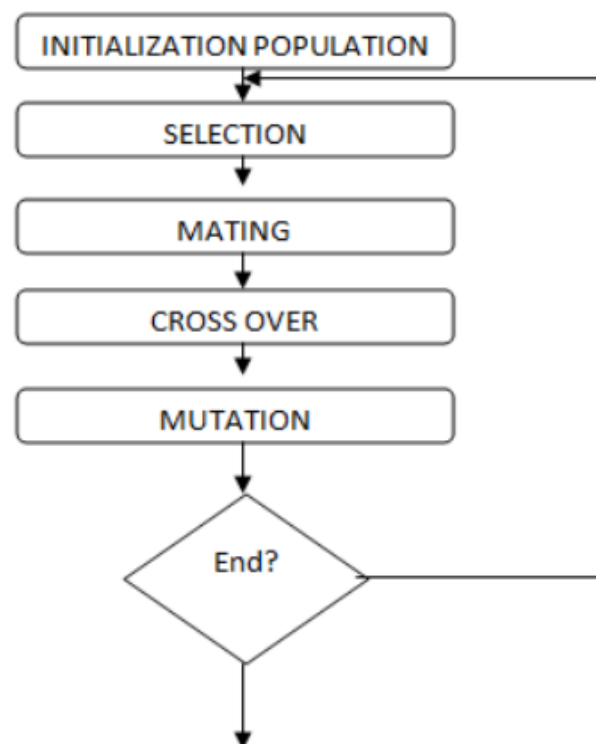 INITIALIZATION POPULATION
SELECTION
MATING
CROSS OVER
MUTATION
End?